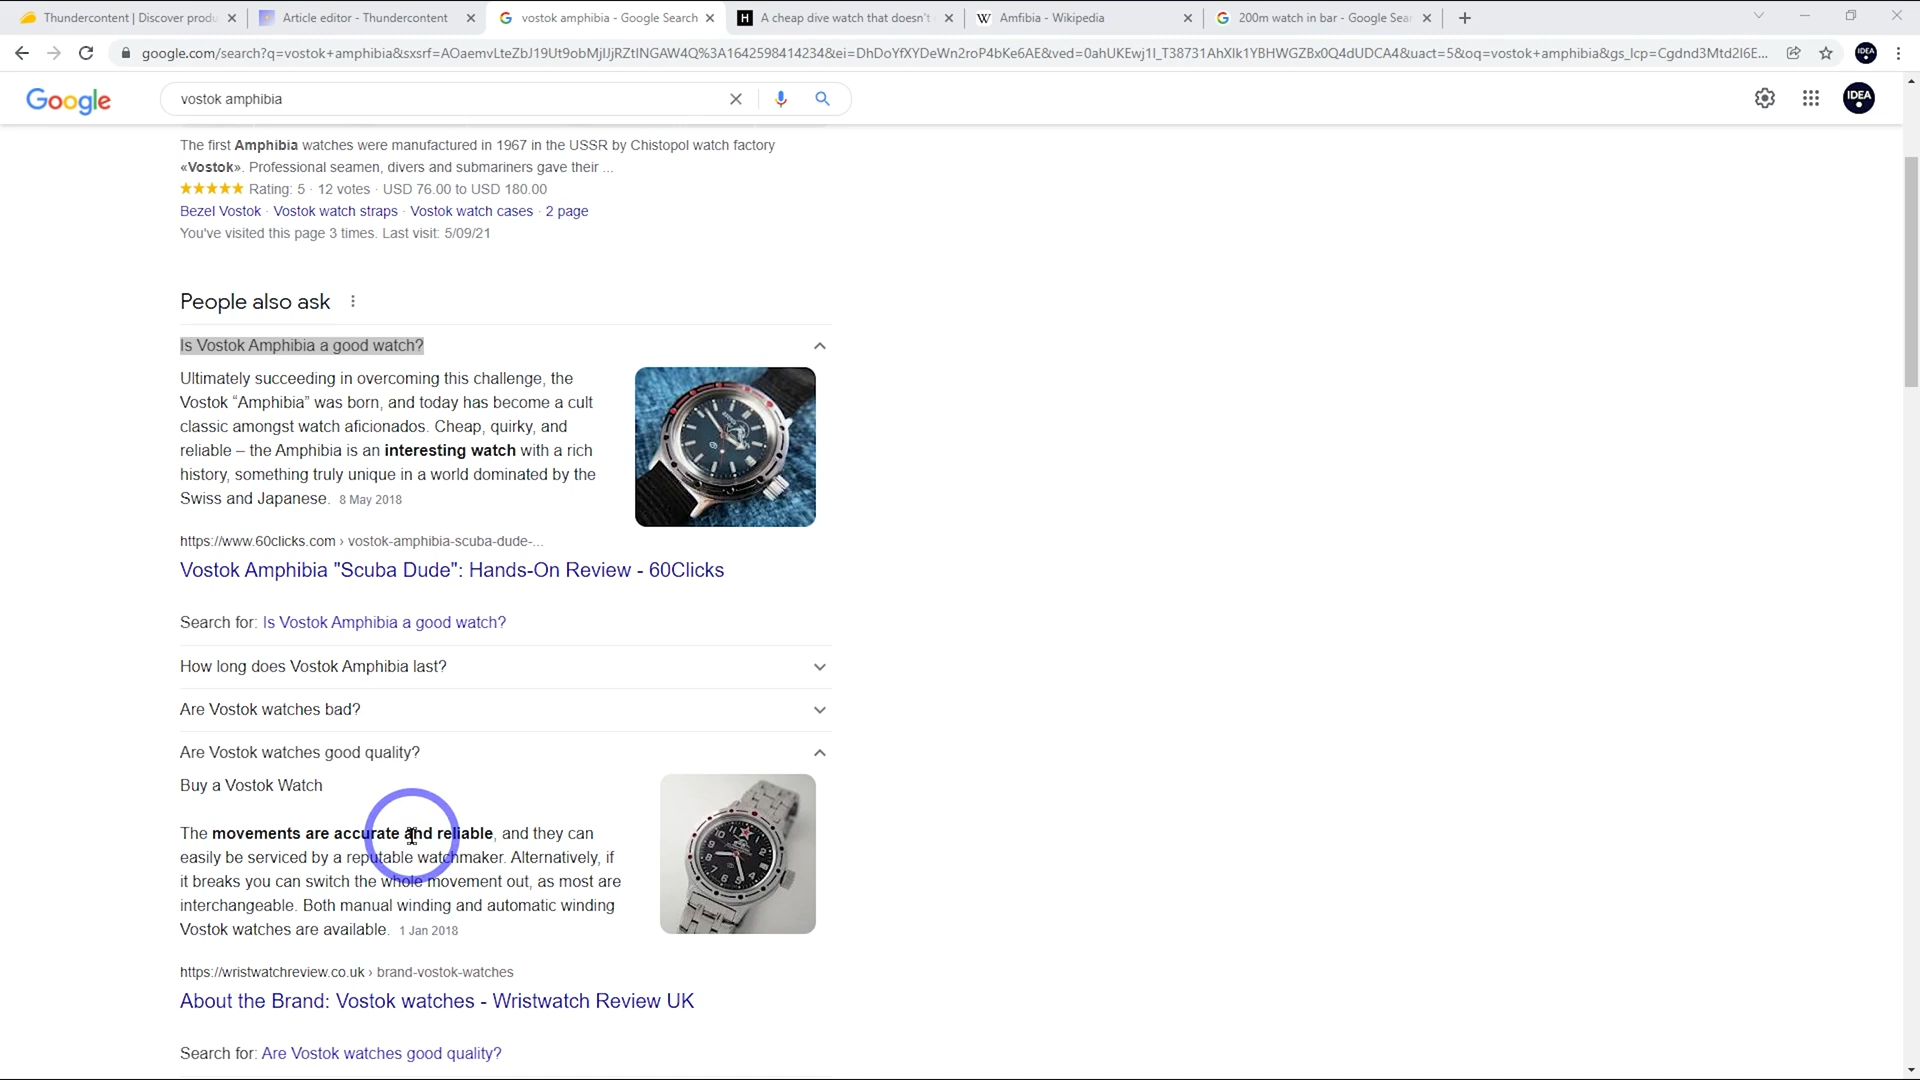 Thundercontent | Discover produ
Article editor - Thundercontent
vostok amphibia - Google Search
A cheap dive watch that doesn't
Amfibia - Wikipedia
200m watch in bar - Google Sea
google.com/search?q=vostok+amphibia&sxsrf=AOaemvLteZbJ19Ut9obMjIJjRZtINGAW4Q%3A1642598414234&ei=DhDoYfXYDeWn2roP4bKe6AE&ved=0ahUKEwj1l_T38731AhXIk1YBHWGZBx0Q4dUDCA4&uact=5&oq=vostok+amphibia&gs_lcp=Cgdnd3Mtd2l6E...
IDEA
Google
vostok amphibia
IDEA
The first Amphibia watches were manufactured in 1967 in the USSR by Chistopol watch factory
«Vostok». Professional seamen, divers and submariners gave their ...
Rating: 5 · 12 votes · USD 76.00 to USD 180.00
Bezel Vostok · Vostok watch straps · Vostok watch cases · 2 page
You've visited this page 3 times. Last visit: 5/09/21
People also ask
Is Vostok Amphibia a good watch?
Ultimately succeeding in overcoming this challenge, the
Vostok “Amphibia” was born, and today has become a cult
classic amongst watch aficionados. Cheap, quirky, and
reliable – the Amphibia is an interesting watch with a rich
history, something truly unique in a world dominated by the
Swiss and Japanese. 8 May 2018
https://www.60clicks.com › vostok-amphibia-scuba-dude-...
Vostok Amphibia "Scuba Dude": Hands-On Review - 60Clicks
Search for: Is Vostok Amphibia a good watch?
How long does Vostok Amphibia last?
Are Vostok watches bad?
Are Vostok watches good quality?
Buy a Vostok Watch
The movements are accurate and reliable, and they can
easily be serviced by a reputable watchmaker. Alternatively, if
it breaks you can switch the whole movement out, as most are
interchangeable. Both manual winding and automatic winding
Vostok watches are available. 1 Jan 2018
https://wristwatchreview.co.uk › brand-vostok-watches
About the Brand: Vostok watches - Wristwatch Review UK
Search for: Are Vostok watches good quality?